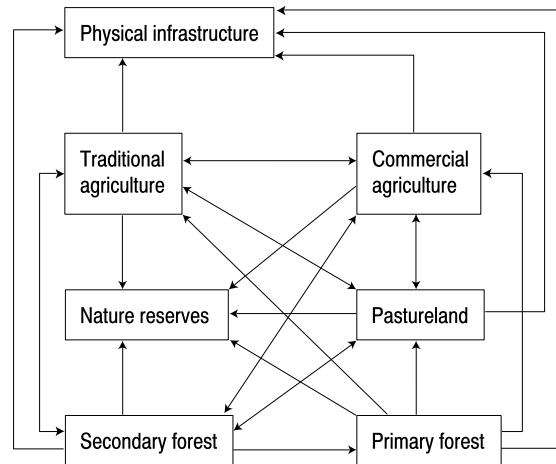 Physical infrastructure
Traditional
agriculture
Commercial
agriculture
Nature reserves
Pastureland
Secondary forest
Primary forest